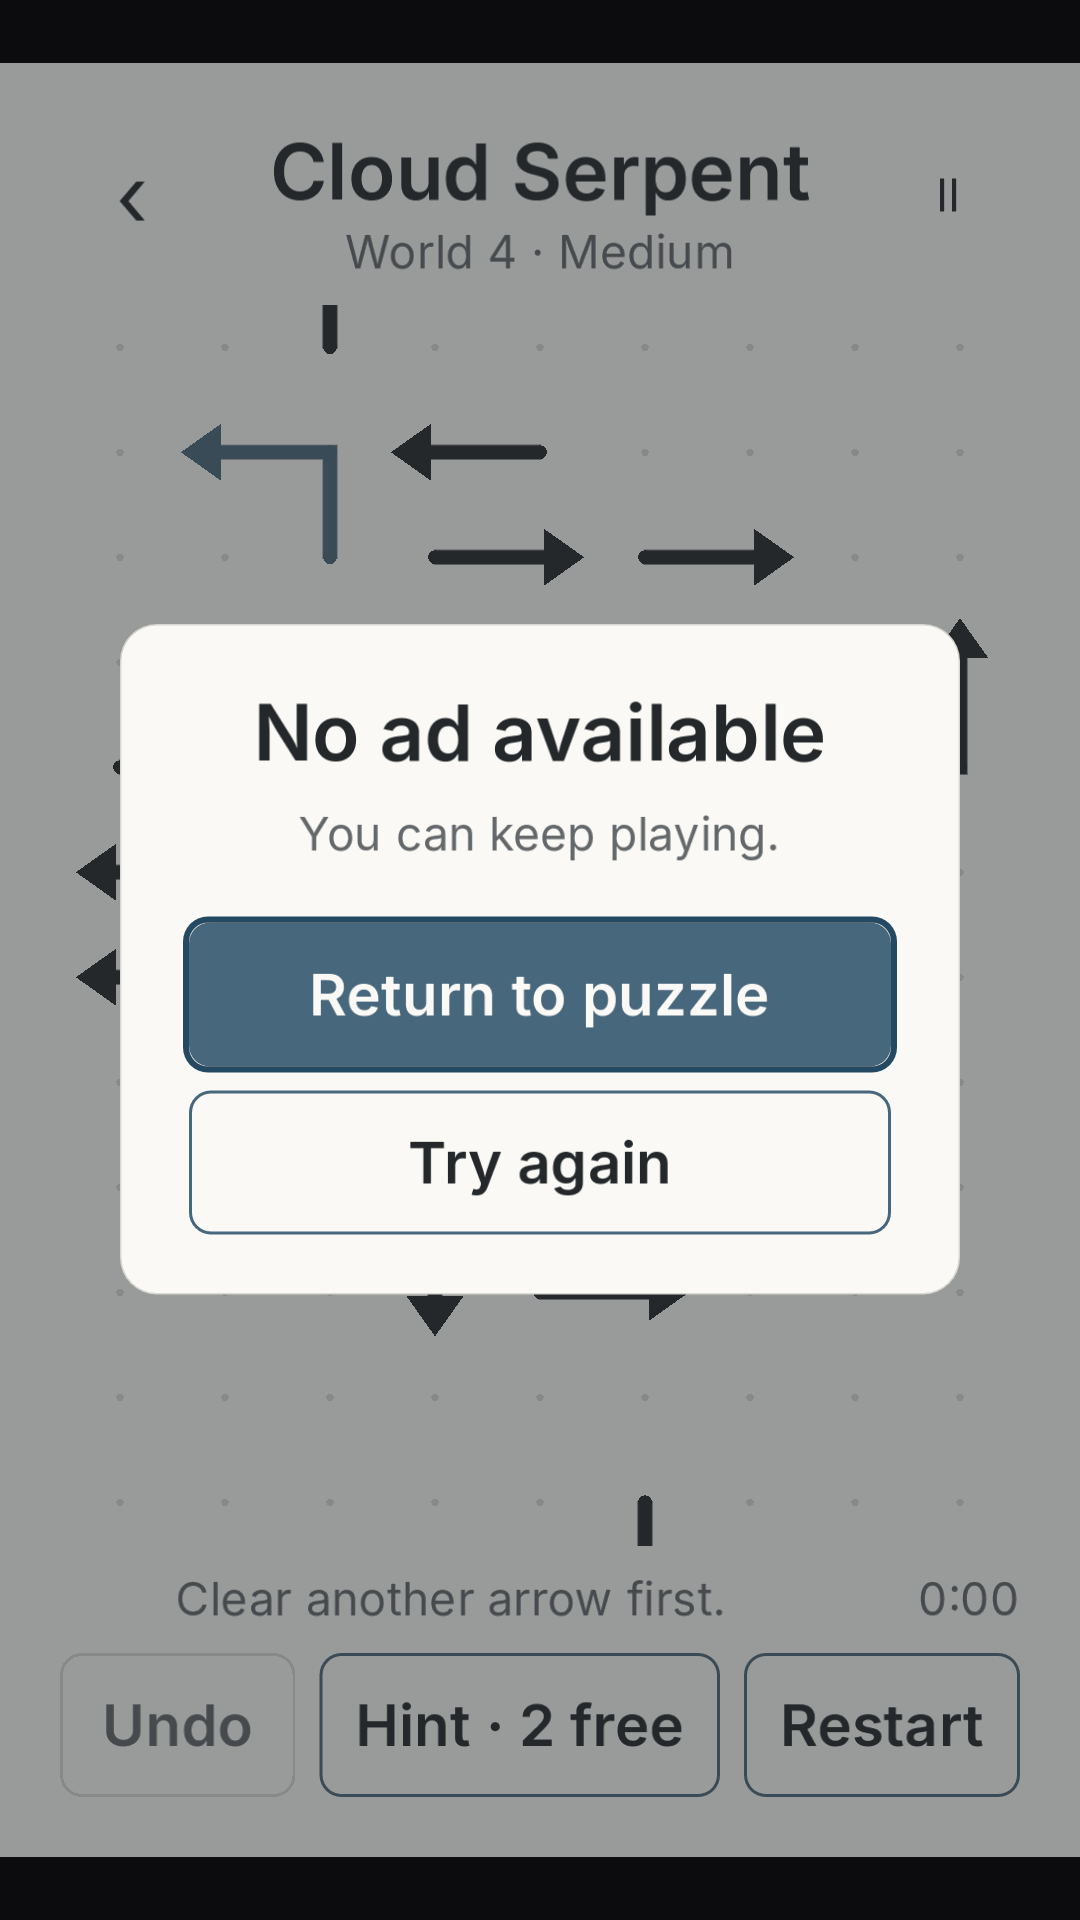 Cloud Serpent
World 4 · Medium
No ad available
You can keep playing.
Return to puzzle
Try again
Clear another arrow first.
0:00
Undo
Hint · 2 free
Restart